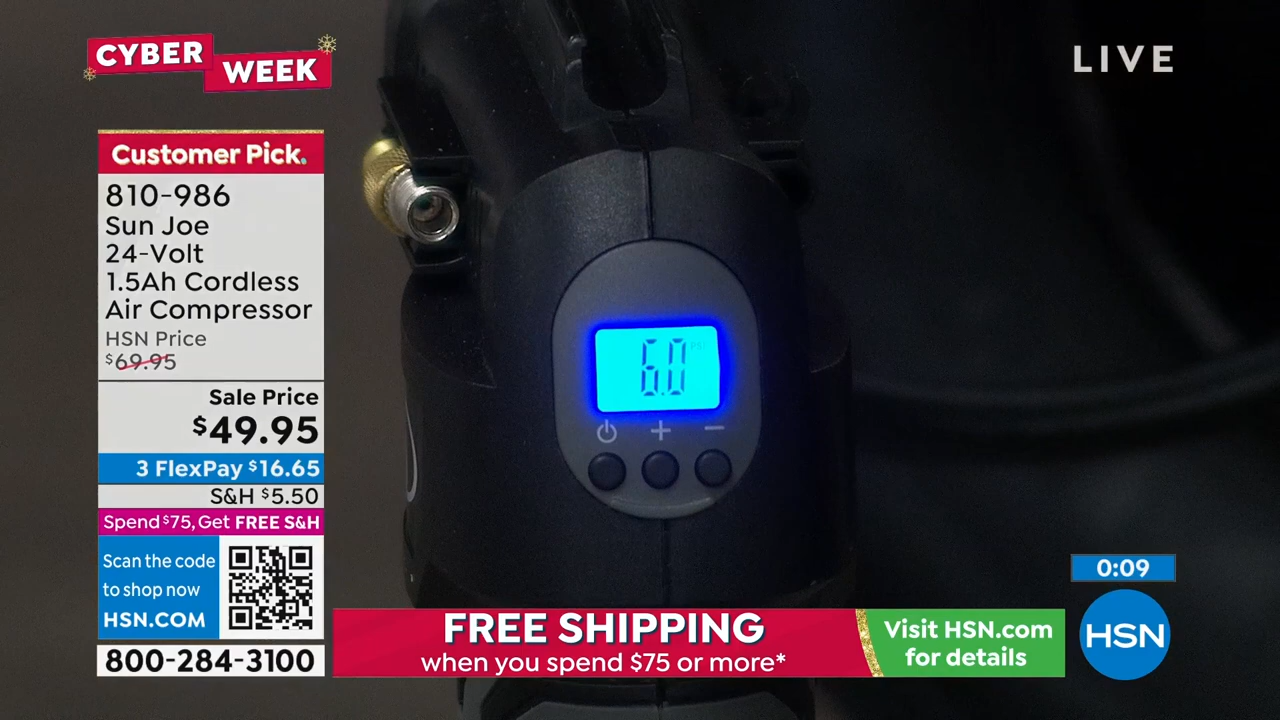 CYBER
WEEK
LIVE
Customer Pick.
810-986
Sun Joe
24-Volt
1.5Ah Cordless
Air Compressor
HSN Price
$69.95
Sale Price
$49.95
3 FlexPay $16.65
S&H $5.50
Spend $75, Get FREE S&H
Scan the code
to shop now
HSN.COM
800-284-3100
6.0 PSI
+ −
FREE SHIPPING
when you spend $75 or more*
Visit HSN.com
for details
0:09
HSN